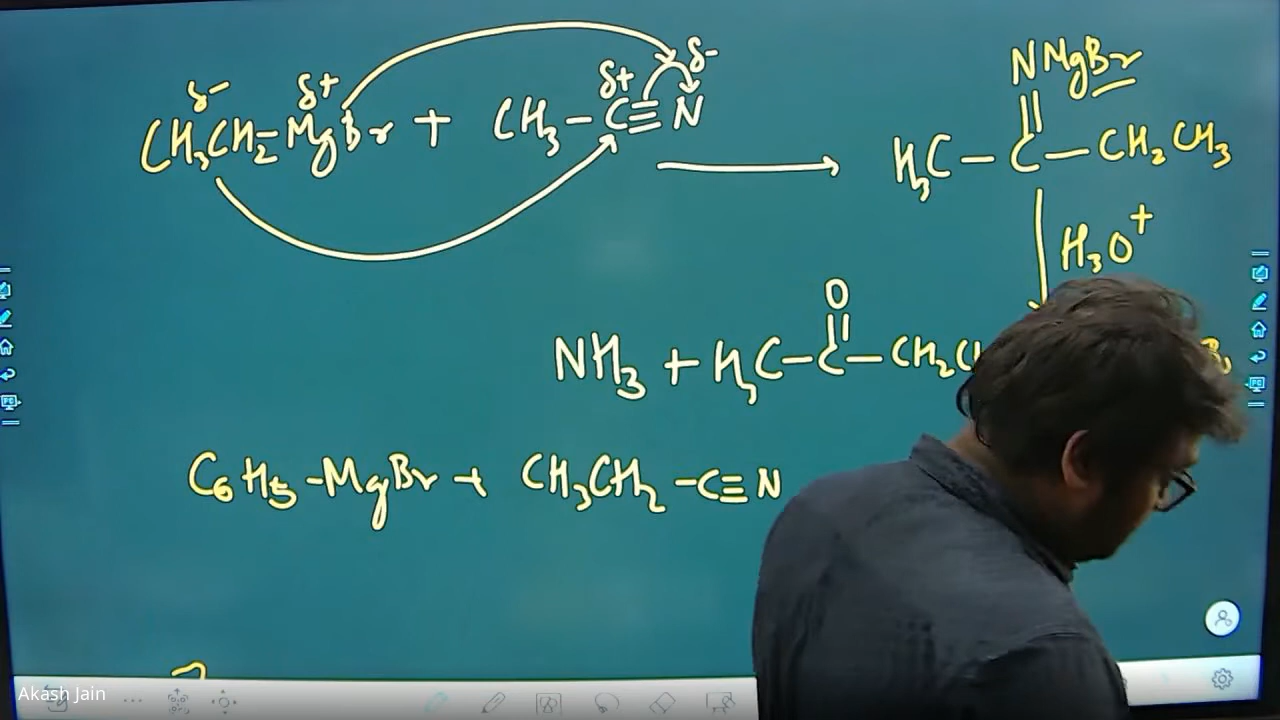 NMgBr
δ- δ+ δ+ δ-
CH3CH2-MgBr + CH3-C≡N → H3C-C-CH2CH3
H3O+
O
NH3 + H3C-C-CH2
C6H5-MgBr + CH3CH2-C≡N
Akash Jain